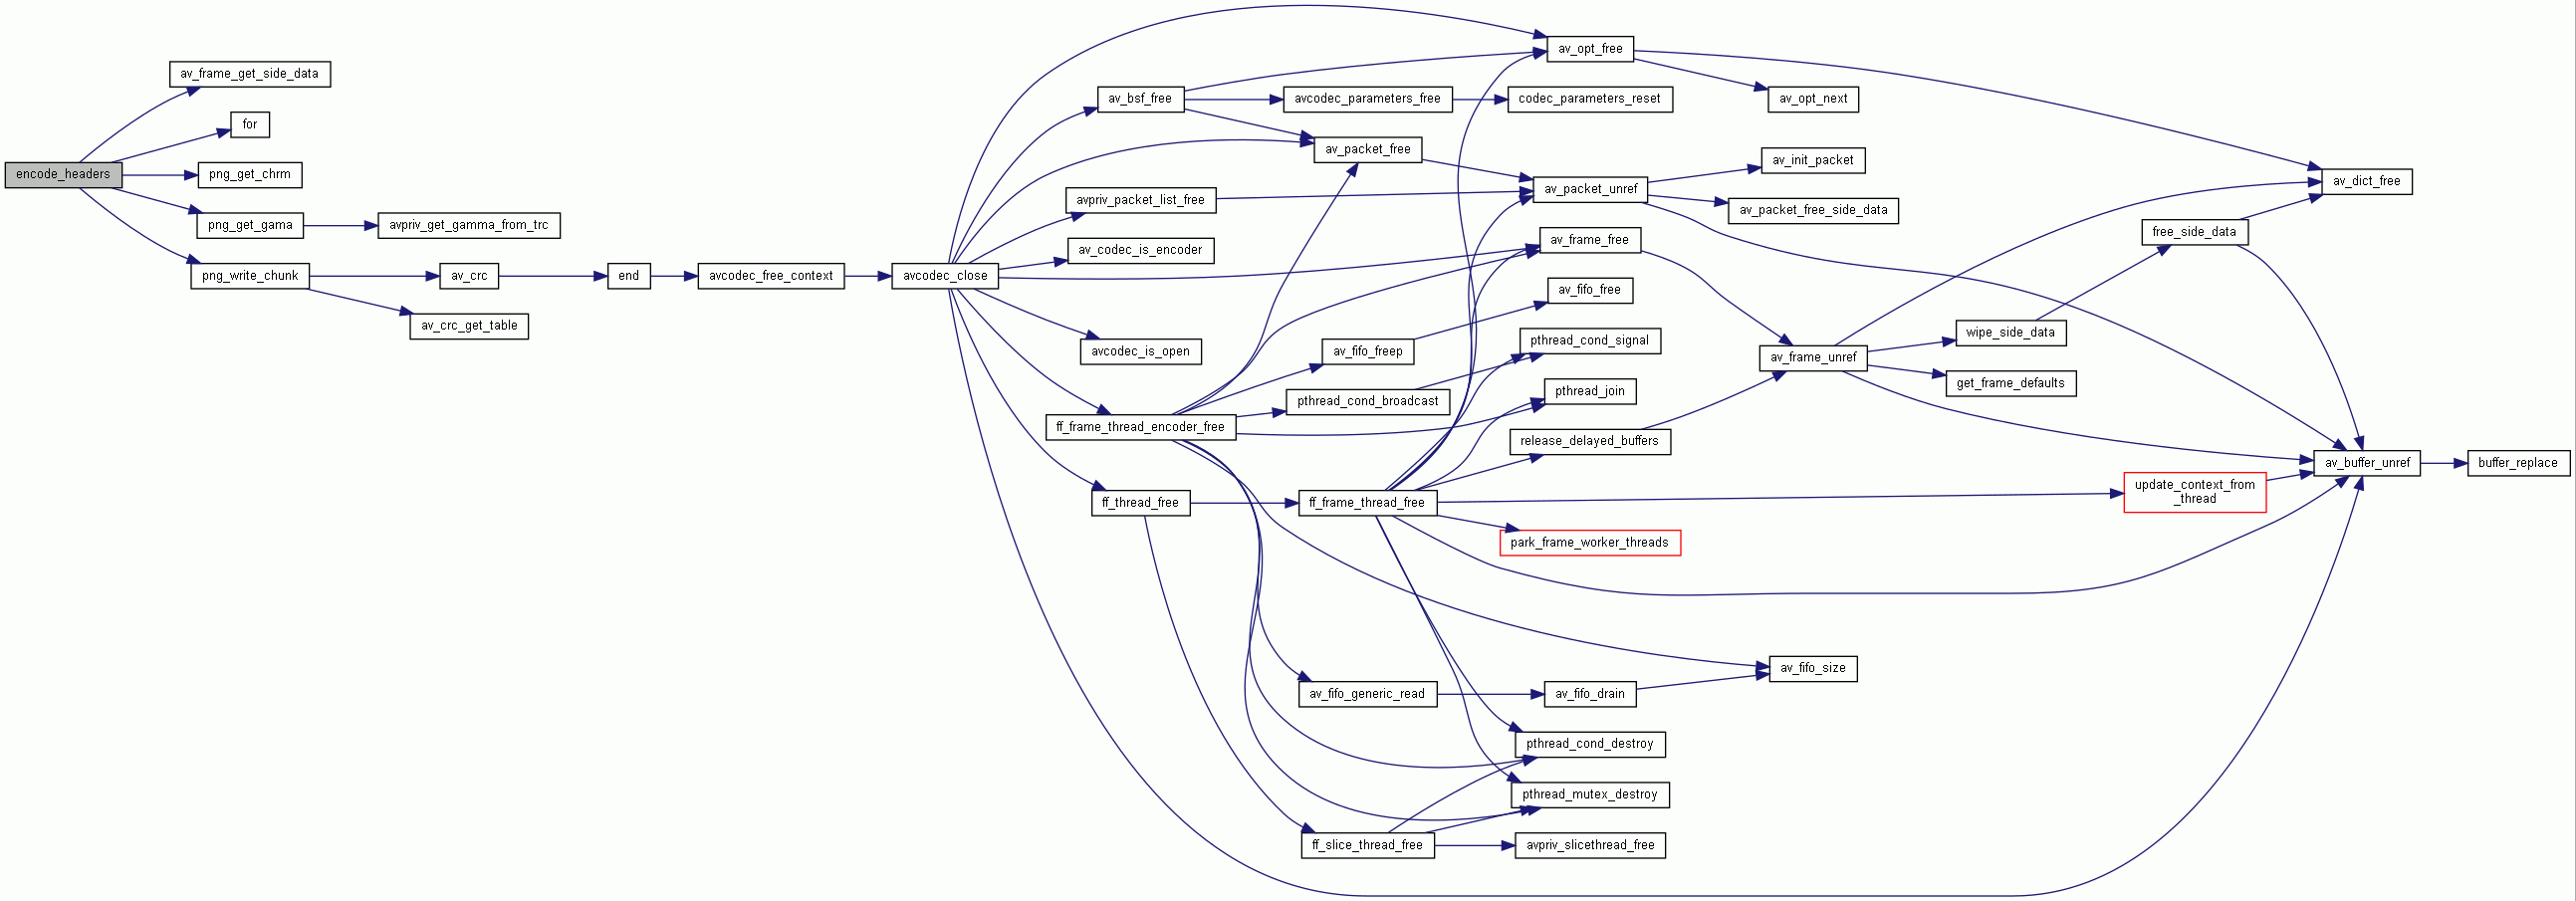 encode_headers
av_frame_get_side_data
for
png_get_chrm
png_get_gama
avpriv_get_gamma_from_trc
png_write_chunk
av_crc
av_crc_get_table
end
avcodec_free_context
avcodec_close
av_bsf_free
avpriv_packet_list_free
av_codec_is_encoder
avcodec_is_open
ff_frame_thread_encoder_free
ff_thread_free
avcodec_parameters_free
av_packet_free
av_fifo_freep
pthread_cond_broadcast
ff_frame_thread_free
av_fifo_generic_read
ff_slice_thread_free
av_opt_free
codec_parameters_reset
av_packet_unref
av_frame_free
av_fifo_free
pthread_cond_signal
pthread_join
release_delayed_buffers
park_frame_worker_threads
av_fifo_drain
pthread_cond_destroy
pthread_mutex_destroy
avpriv_slicethread_free
av_opt_next
av_init_packet
av_packet_free_side_data
av_frame_unref
av_fifo_size
wipe_side_data
get_frame_defaults
free_side_data
update_context_from
_thread
av_dict_free
av_buffer_unref
buffer_replace